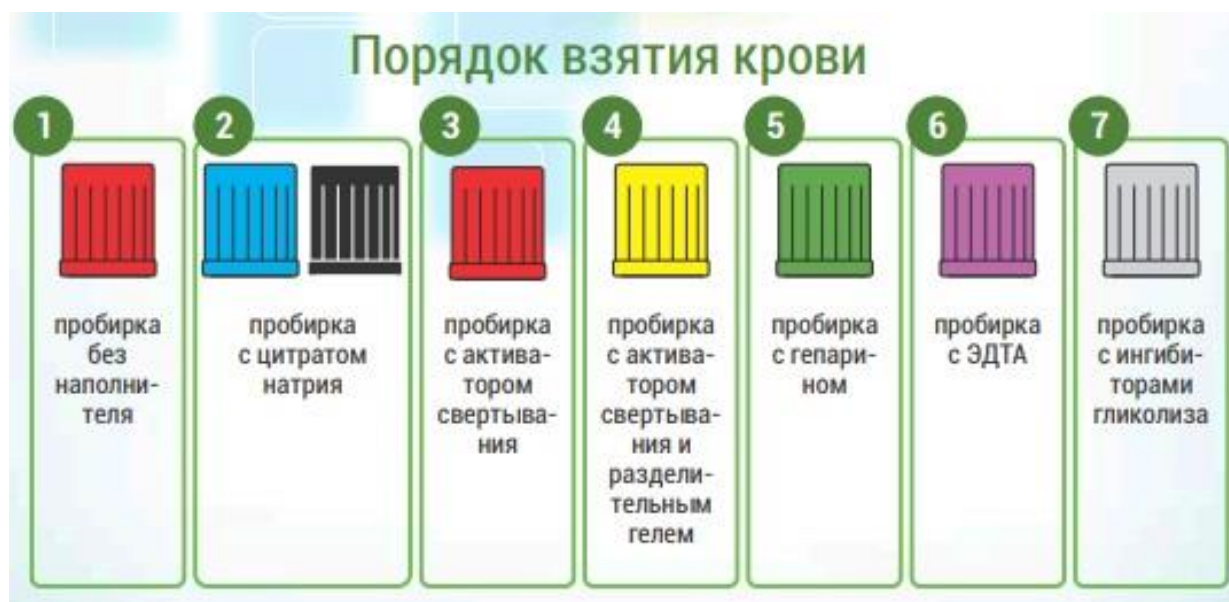 Порядок взятия крови
1
пробирка
без
наполни-
теля
2
пробирка
с цитратом
натрия
3
пробирка
с актива-
тором
свертыва-
ния
4
пробирка
с актива-
тором
свертыва-
ния и
раздели-
тельным
гелем
5
пробирка
с гепари-
ном
6
пробирка
с ЭДТА
7
пробирка
с ингиби-
торами
гликолиза